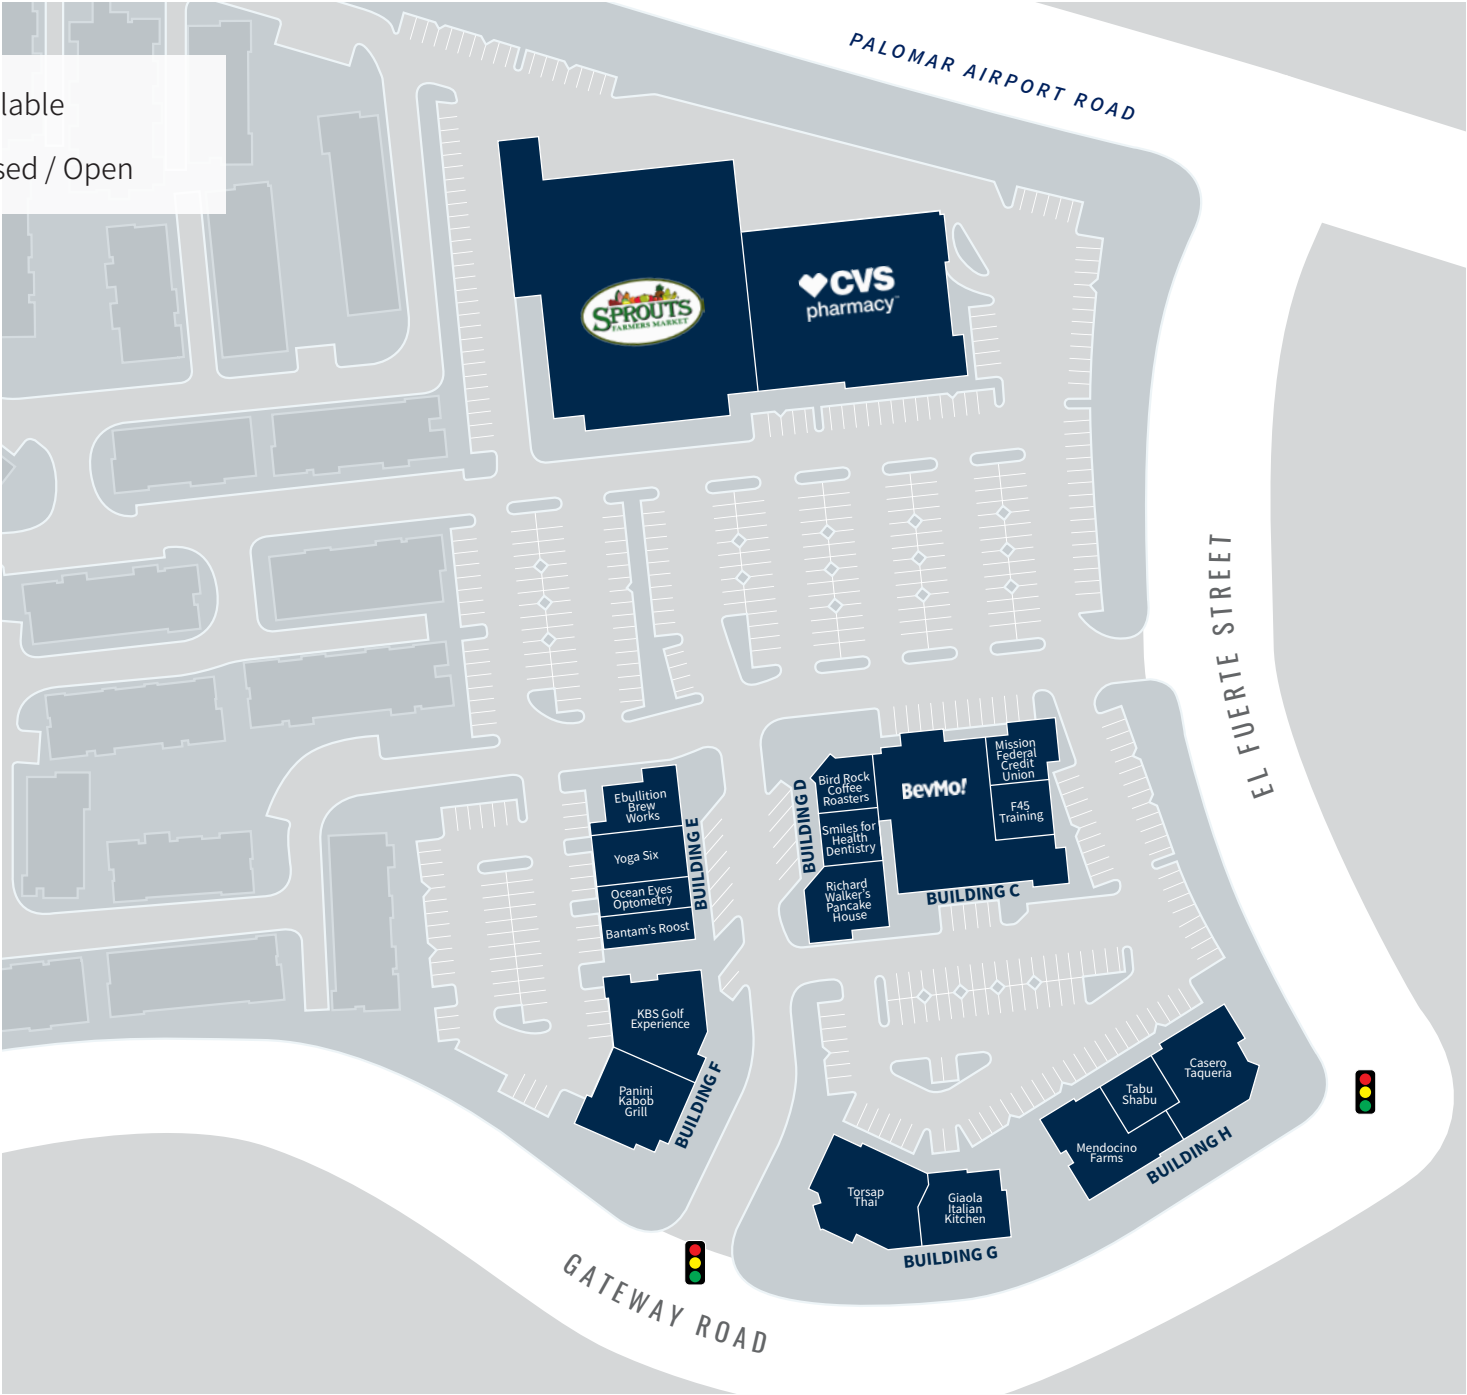 PALOMAR AIRPORT ROAD
lable
sed / Open
SPROUTS
FARMERS MARKET
CVS
pharmacy™
EL FUERTE STREET
Mission
Federal
Credit
Union
F45
Training
BevMo!
BUILDING C
BUILDING D
Bird Rock
Coffee
Roasters
Smiles for
Health
Dentistry
Richard
Walker's
Pancake
House
Ebullition
Brew
Works
Yoga Six
Ocean Eyes
Optometry
Bantam's Roost
BUILDING E
KBS Golf
Experience
Panini
Kabob
Grill
BUILDING F
Casero
Taqueria
Tabu
Shabu
Mendocino
Farms
BUILDING H
Torsap
Thai
Giaola
Italian
Kitchen
BUILDING G
GATEWAY ROAD